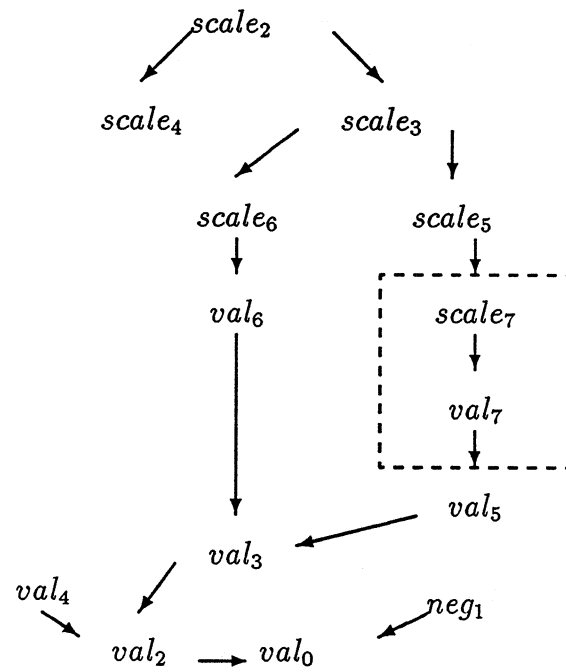 scale₂
scale₄ scale₃
scale₆ scale₅
val₆ scale₇
val₇
val₅
val₃
val₄ neg₁
val₂ val₀